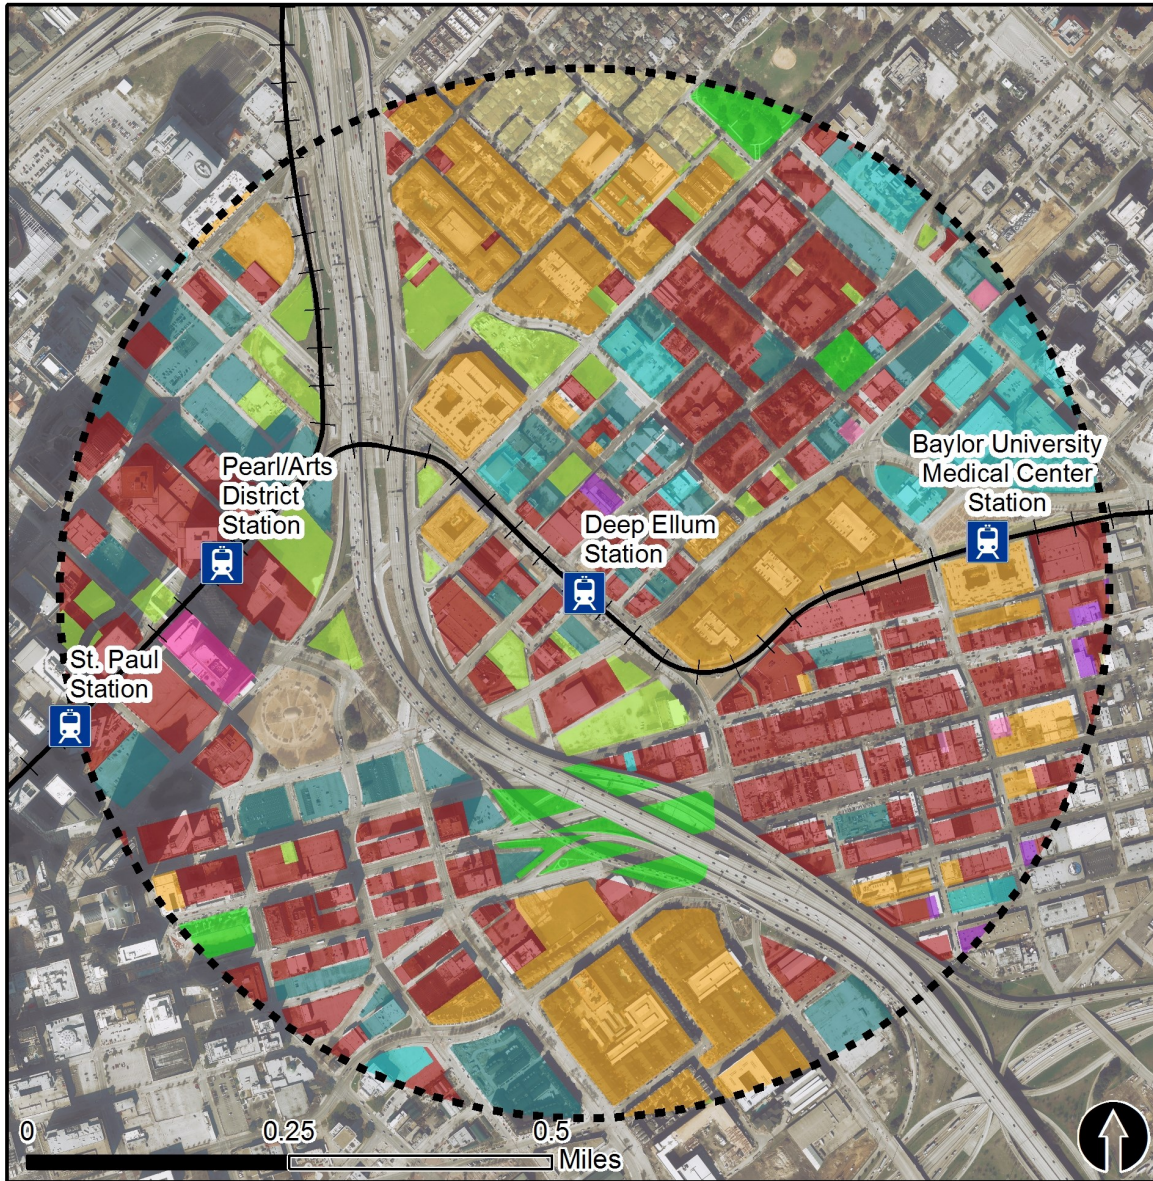 Baylor University
Medical Center
Station
Pearl/Arts
District
Station
Deep Ellum
Station
St. Paul
Station
0
0.25
0.5
Miles